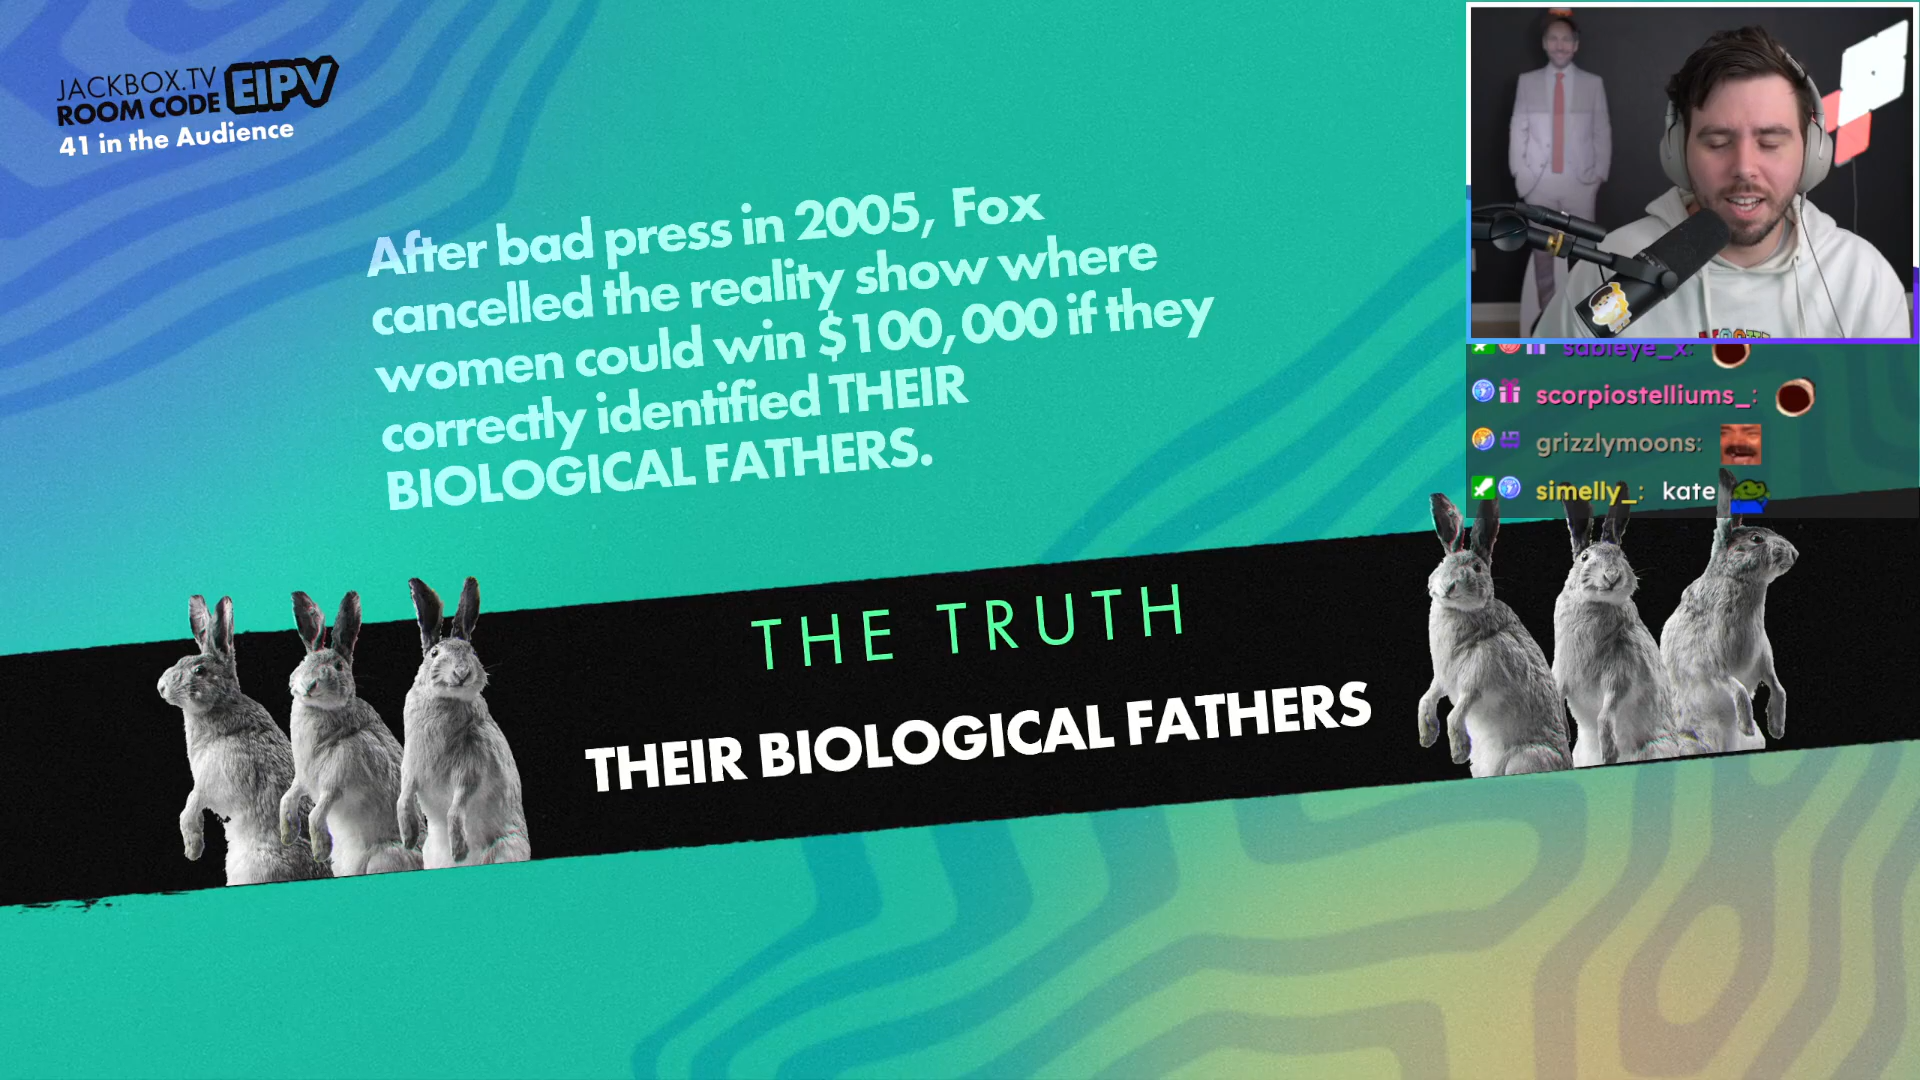 JACKBOX.TV
ROOM CODE EIPV
41 in the Audience
After bad press in 2005, Fox
cancelled the reality show where
women could win $100,000 if they
correctly identified THEIR
BIOLOGICAL FATHERS.
THE TRUTH
THEIR BIOLOGICAL FATHERS
sableye_x:
scorpiostelliums_:
grizzlymoons:
simelly_: kate